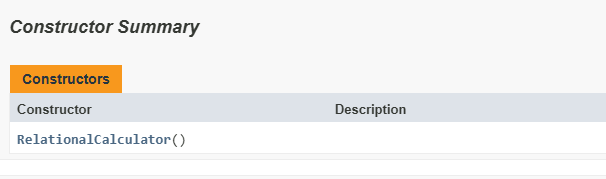 Constructor Summary
Constructors
Constructor Description
RelationalCalculator()